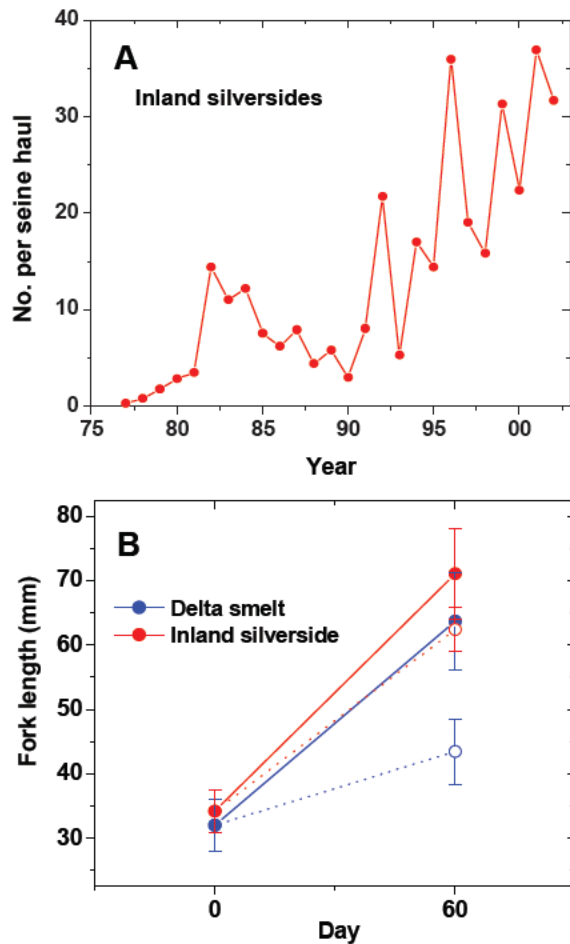 40
A
Inland silversides
30
No. per seine haul
20
10
0
75 80 85 90 95 00
Year
80
B
70
Delta smelt
Inland silverside
60
Fork length (mm)
50
40
30
0 60
Day